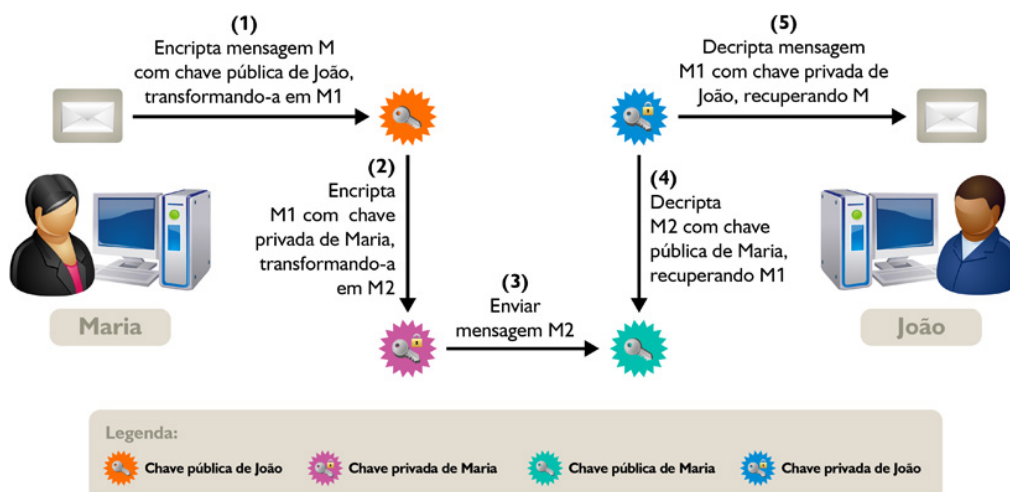 (1)
Encripta mensagem M
com chave pública de João,
transformando-a em M1
(2)
Encripta
M1 com chave
privada de Maria,
transformando-a
em M2
(3)
Enviar
mensagem M2
(4)
Decripta
M2 com chave
pública de Maria,
recuperando M1
(5)
Decripta mensagem
M1 com chave privada de
João, recuperando M
Maria
João
Legenda:
Chave pública de João
Chave privada de Maria
Chave pública de Maria
Chave privada de João